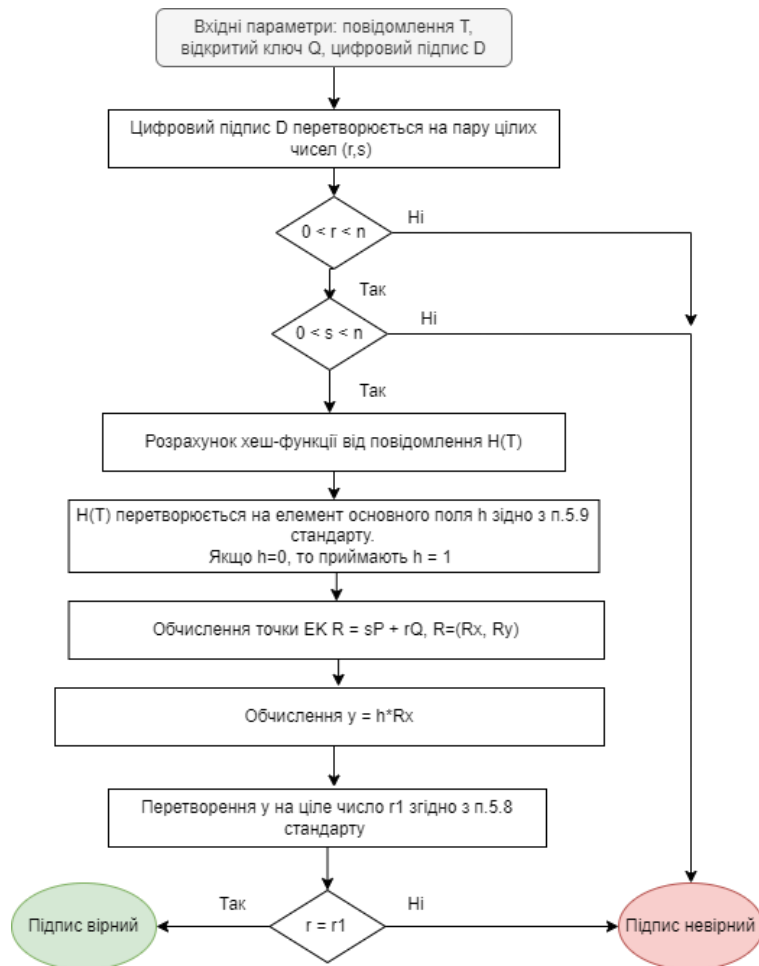 Вхідні параметри: повідомлення T,
відкритий ключ Q, цифровий підпис D
Цифровий підпис D перетворюється на пару цілих
чисел (r,s)
0 < r < n
Ні
Так
0 < s < n
Ні
Так
Розрахунок хеш-функції від повідомлення H(T)
H(T) перетворюється на елемент основного поля h зідно з п.5.9
стандарту.
Якщо h=0, то приймають h = 1
Обчислення точки ЕК R = sP + rQ, R=(Rx, Ry)
Обчислення y = h*Rx
Перетворення y на ціле число r1 згідно з п.5.8
стандарту
Так
Ні
Підпис вірний
r = r1
Підпис невірний